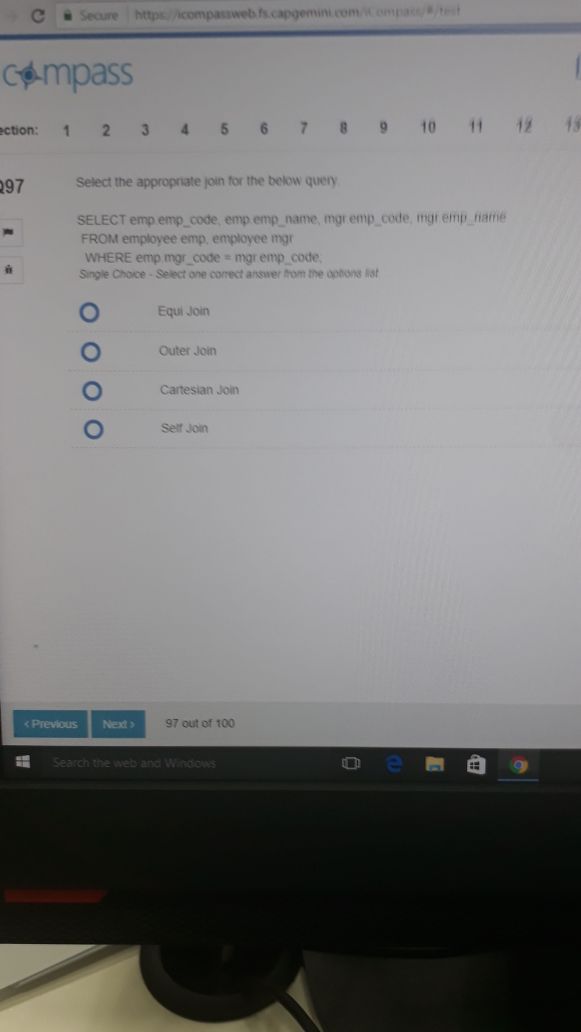 Secure https://icompassweb.fs.capgemini.com/iCompass/#/test
compass
ection: 1 2 3 4 5 6 7 8 9 10 11 12 13
Q97
Select the appropriate join for the below query.
SELECT emp.emp_code, emp.emp_name, mgr.emp_code, mgr.emp_name
FROM employee emp, employee mgr
WHERE emp.mgr_code = mgr.emp_code;
Single Choice - Select one correct answer from the options list
Equi Join
Outer Join
Cartesian Join
Self Join
< Previous Next > 97 out of 100
Search the web and Windows